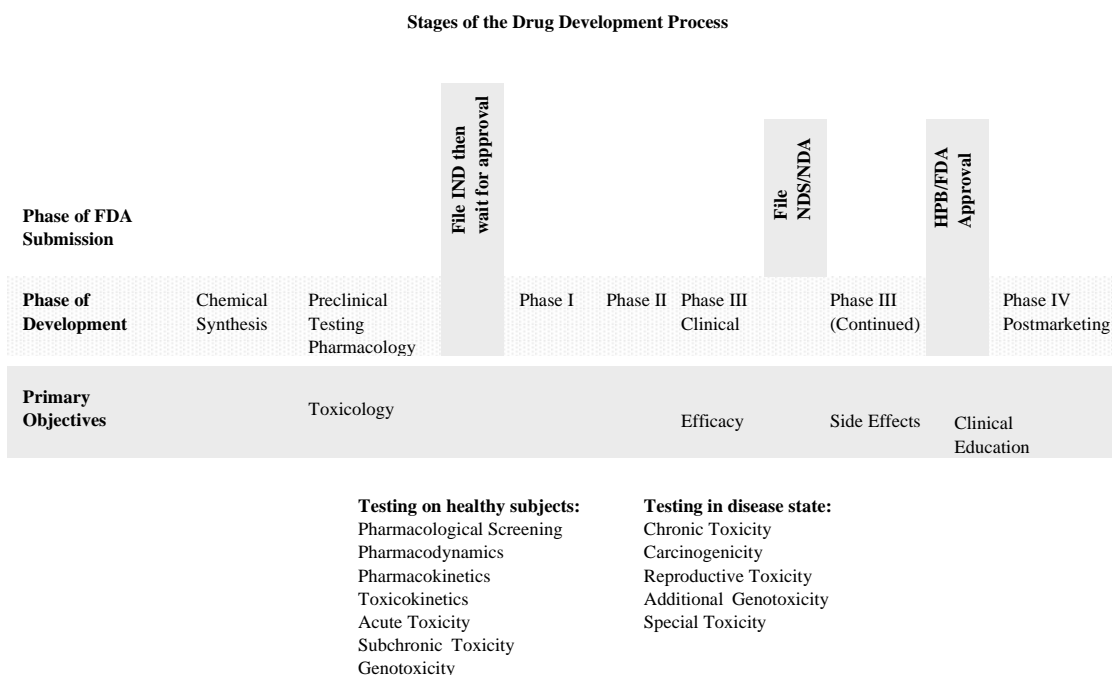 Stages of the Drug Development Process
File IND then
wait for approval
File
NDS/NDA
HPB/FDA
Approval
Phase of FDA
Submission
Phase of
Development
Chemical
Synthesis
Preclinical
Testing
Pharmacology
Phase I
Phase II
Phase III
Clinical
Phase III
(Continued)
Phase IV
Postmarketing
Primary
Objectives
Toxicology
Efficacy
Side Effects
Clinical
Education
Testing on healthy subjects:
Pharmacological Screening
Pharmacodynamics
Pharmacokinetics
Toxicokinetics
Acute Toxicity
Subchronic Toxicity
Genotoxicity
Testing in disease state:
Chronic Toxicity
Carcinogenicity
Reproductive Toxicity
Additional Genotoxicity
Special Toxicity